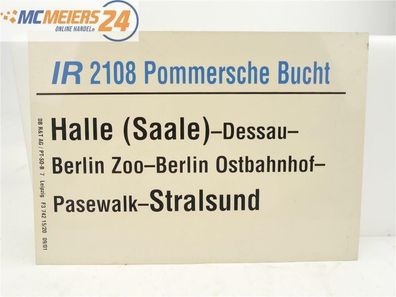 MCMEIERS24
ONLINE HANDEL
IR 2108 Pommersche Bucht
Halle (Saale)–Dessau–
Berlin Zoo–Berlin Ostbahnhof–
Pasewalk–Stralsund